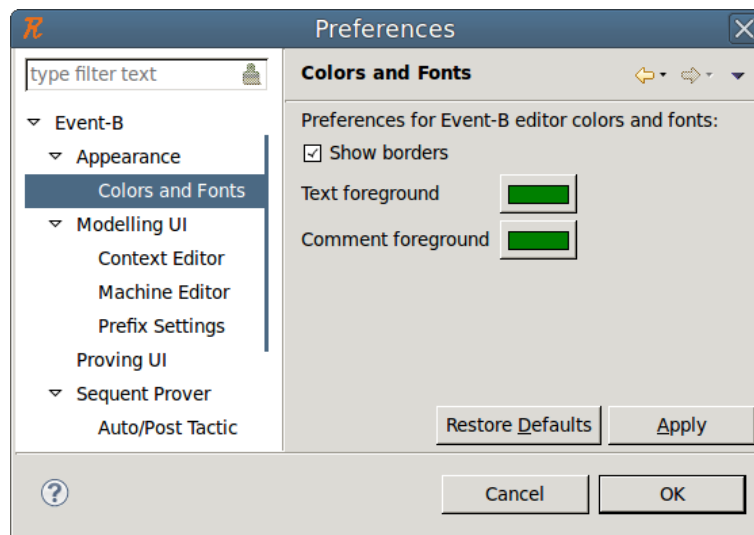 R
Preferences
type filter text
Event-B
Appearance
Colors and Fonts
Modelling UI
Context Editor
Machine Editor
Prefix Settings
Proving UI
Sequent Prover
Auto/Post Tactic
Colors and Fonts
Preferences for Event-B editor colors and fonts:
Show borders
Text foreground
Comment foreground
Restore Defaults
Apply
?
Cancel
OK